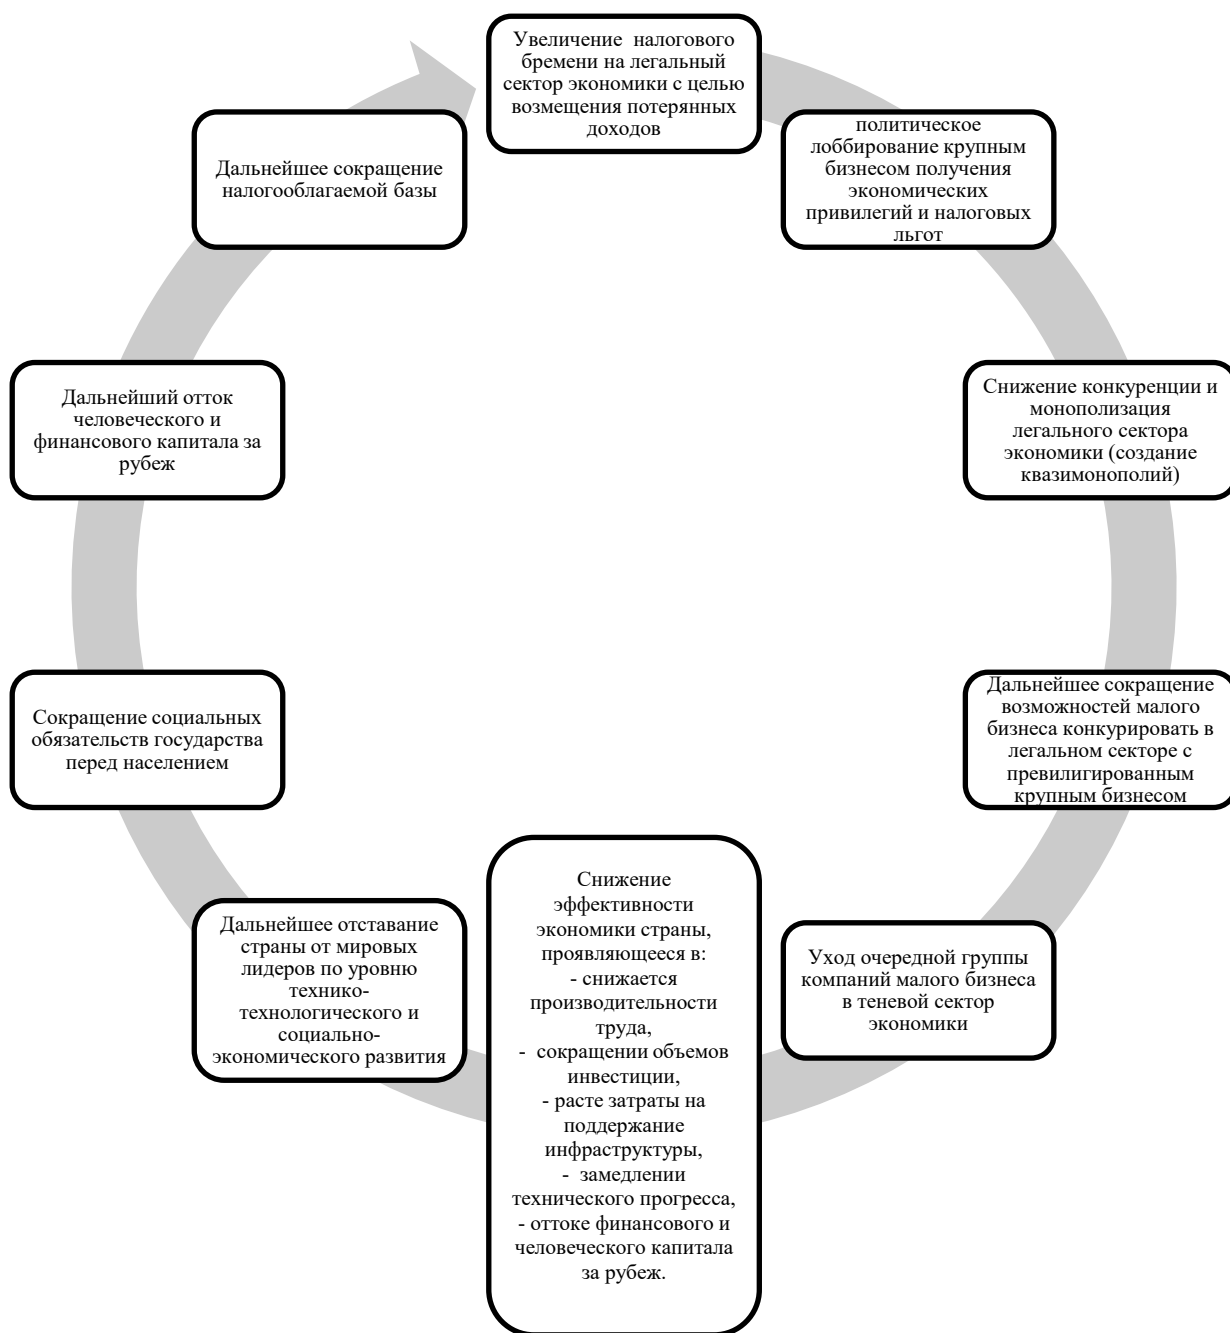 Увеличение налогового
бремени на легальный
сектор экономики с целью
возмещения потерянных
доходов
политическое
лоббирование крупным
бизнесом получения
экономических
привилегий и налоговых
льгот
Снижение конкуренции и
монополизация
легального сектора
экономики (создание
квазимонополий)
Дальнейшее сокращение
возможностей малого
бизнеса конкурировать в
легальном секторе с
превилигированным
крупным бизнесом
Уход очередной группы
компаний малого бизнеса
в теневой сектор
экономики
Снижение
эффективности
экономики страны,
проявляющееся в:
- снижается
производительности
труда,
- сокращении объемов
инвестиции,
- расте затраты на
поддержание
инфраструктуры,
- замедлении
технического прогресса,
- оттоке финансового и
человеческого капитала
за рубеж.
Дальнейшее отставание
страны от мировых
лидеров по уровню
технико-
технологического и
социально-
экономического развития
Сокращение социальных
обязательств государства
перед населением
Дальнейший отток
человеческого и
финансового капитала за
рубеж
Дальнейшее сокращение
налогооблагаемой базы